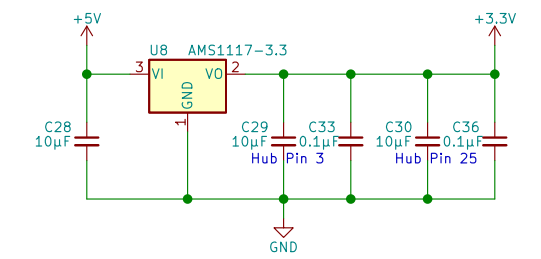 +5V
+3.3V
U8 AMS1117-3.3
3 VI VO 2
GND
1
C28
10µF
C29
10µF
Hub Pin 3
C33
0.1µF
C30
10µF
Hub Pin 25
C36
0.1µF
GND